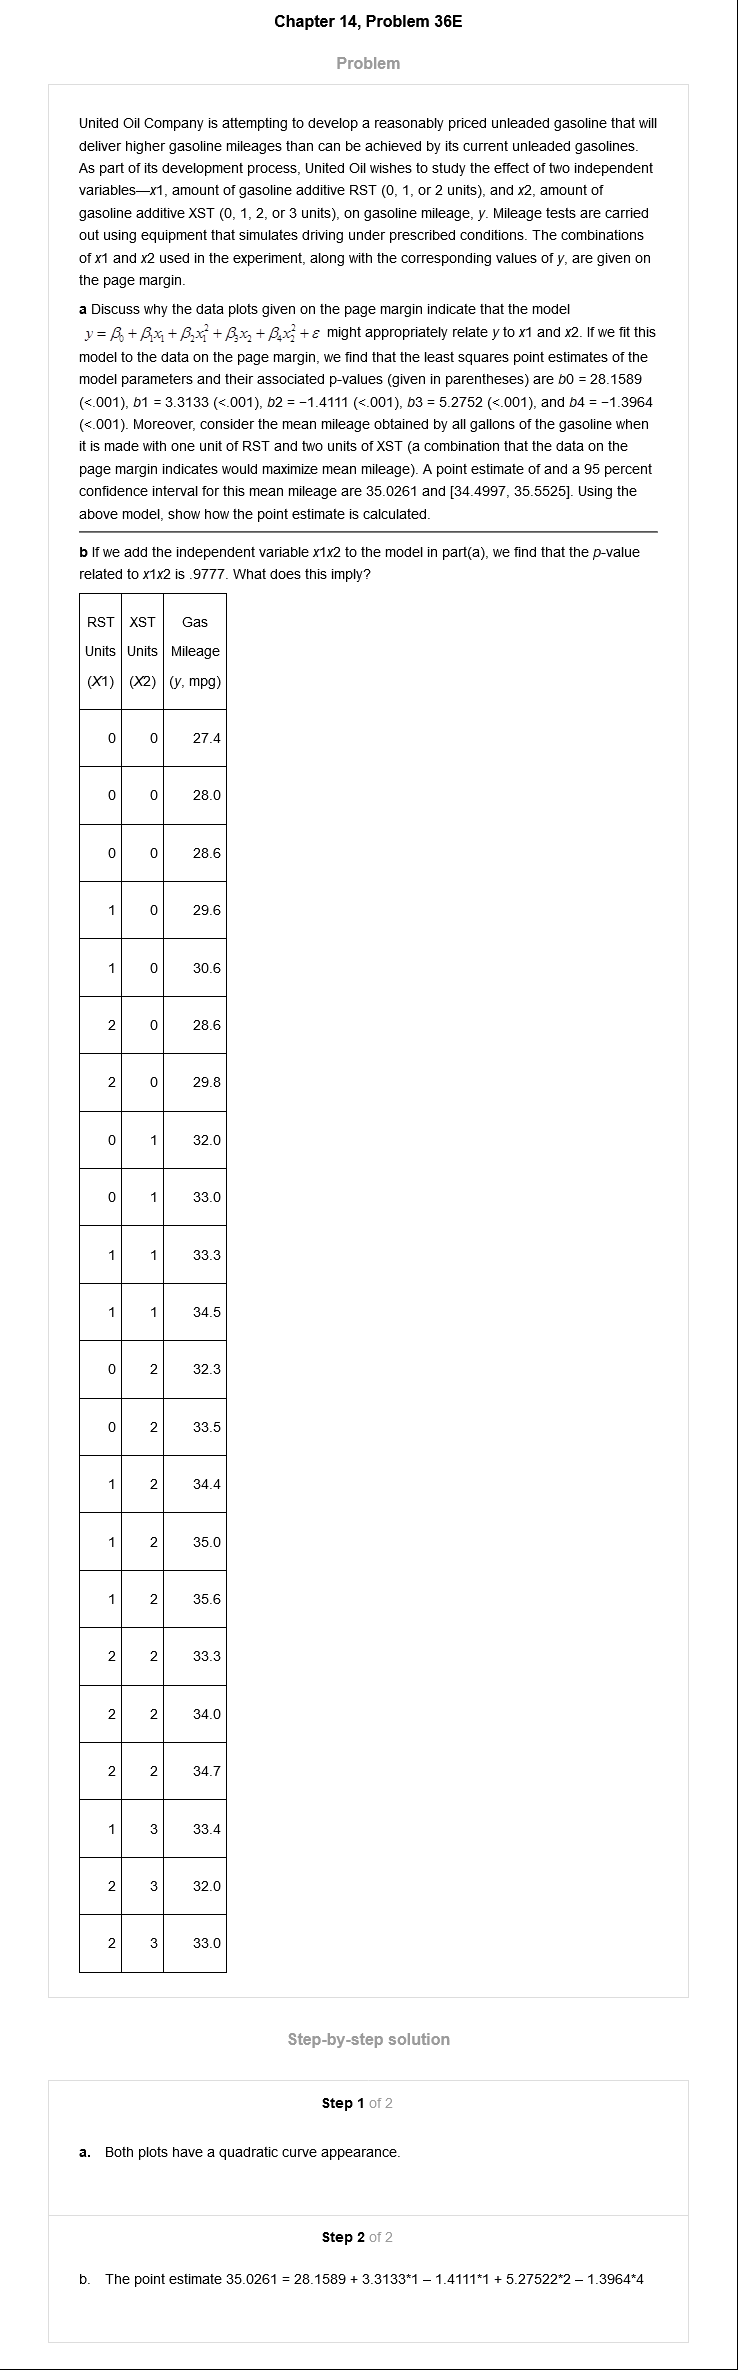 Chapter 14, Problem 36E
Problem
United Oil Company is attempting to develop a reasonably priced unleaded gasoline that will
deliver higher gasoline mileages than can be achieved by its current unleaded gasolines.
As part of its development process, United Oil wishes to study the effect of two independent
variables—x1, amount of gasoline additive RST (0, 1, or 2 units), and x2, amount of
gasoline additive XST (0, 1, 2, or 3 units), on gasoline mileage, y. Mileage tests are carried
out using equipment that simulates driving under prescribed conditions. The combinations
of x1 and x2 used in the experiment, along with the corresponding values of y, are given on
the page margin.
a Discuss why the data plots given on the page margin indicate that the model
y = β₀ + β₁x₁ + β₂x₁² + β₃x₂ + β₄x₂² + ε might appropriately relate y to x1 and x2. If we fit this
model to the data on the page margin, we find that the least squares point estimates of the
model parameters and their associated p-values (given in parentheses) are b0 = 28.1589
(<.001), b1 = 3.3133 (<.001), b2 = −1.4111 (<.001), b3 = 5.2752 (<.001), and b4 = −1.3964
(<.001). Moreover, consider the mean mileage obtained by all gallons of the gasoline when
it is made with one unit of RST and two units of XST (a combination that the data on the
page margin indicates would maximize mean mileage). A point estimate of and a 95 percent
confidence interval for this mean mileage are 35.0261 and [34.4997, 35.5525]. Using the
above model, show how the point estimate is calculated.
b If we add the independent variable x1x2 to the model in part(a), we find that the p-value
related to x1x2 is .9777. What does this imply?
RST XST Gas
Units Units Mileage
(X1) (X2) (y, mpg)
0 0 27.4
0 0 28.0
0 0 28.6
1 0 29.6
1 0 30.6
2 0 28.6
2 0 29.8
0 1 32.0
0 1 33.0
1 1 33.3
1 1 34.5
0 2 32.3
0 2 33.5
1 2 34.4
1 2 35.0
1 2 35.6
2 2 33.3
2 2 34.0
2 2 34.7
1 3 33.4
2 3 32.0
2 3 33.0
Step-by-step solution
Step 1 of 2
a. Both plots have a quadratic curve appearance.
Step 2 of 2
b. The point estimate 35.0261 = 28.1589 + 3.3133*1 – 1.4111*1 + 5.27522*2 – 1.3964*4